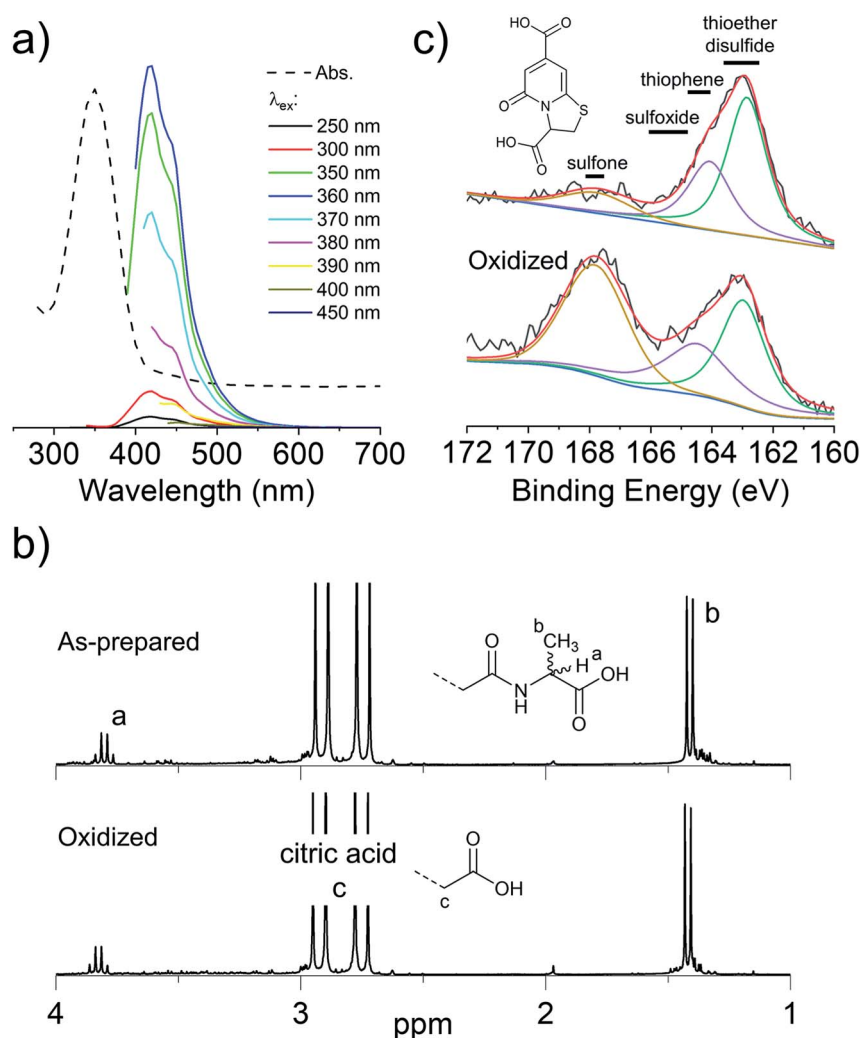 a)
Abs.
λex:
250 nm
300 nm
350 nm
360 nm
370 nm
380 nm
390 nm
400 nm
450 nm
300 400 500 600 700
Wavelength (nm)
c)
HO O
O N S
HO
O
thioether
disulfide
thiophene
sulfoxide
sulfone
Oxidized
172 170 168 166 164 162 160
Binding Energy (eV)
b)
As-prepared
a
b
O
b CH3
H a
N
H
OH
O
Oxidized
citric acid
c
O
OH
c
4 3 2 1
ppm